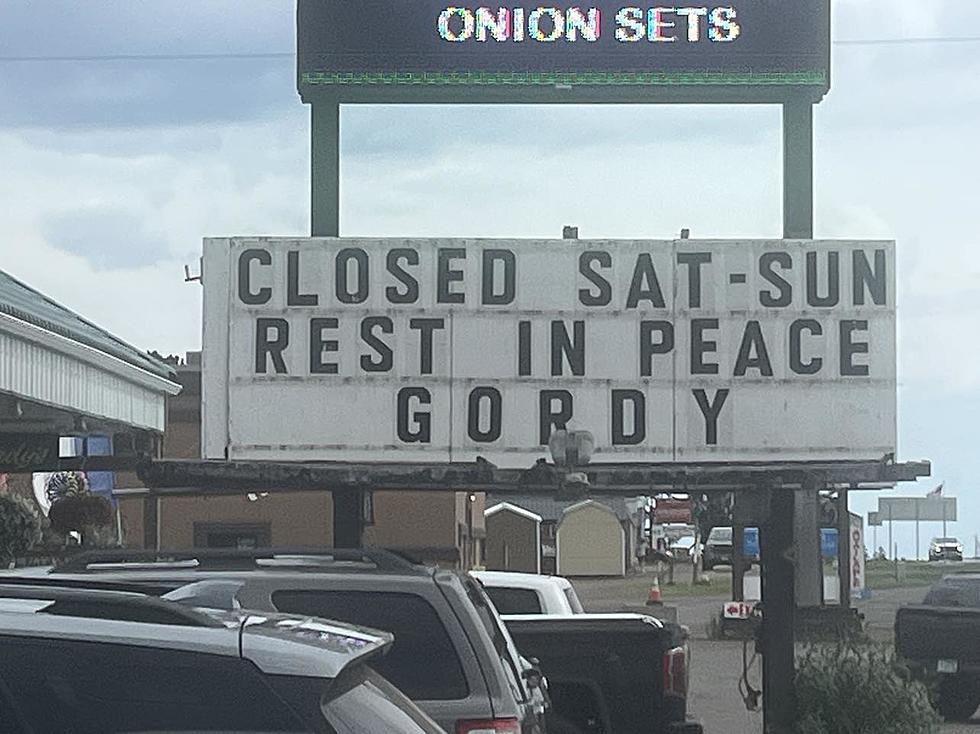 ONION SETS
CLOSED SAT-SUN
REST IN PEACE
GORDY